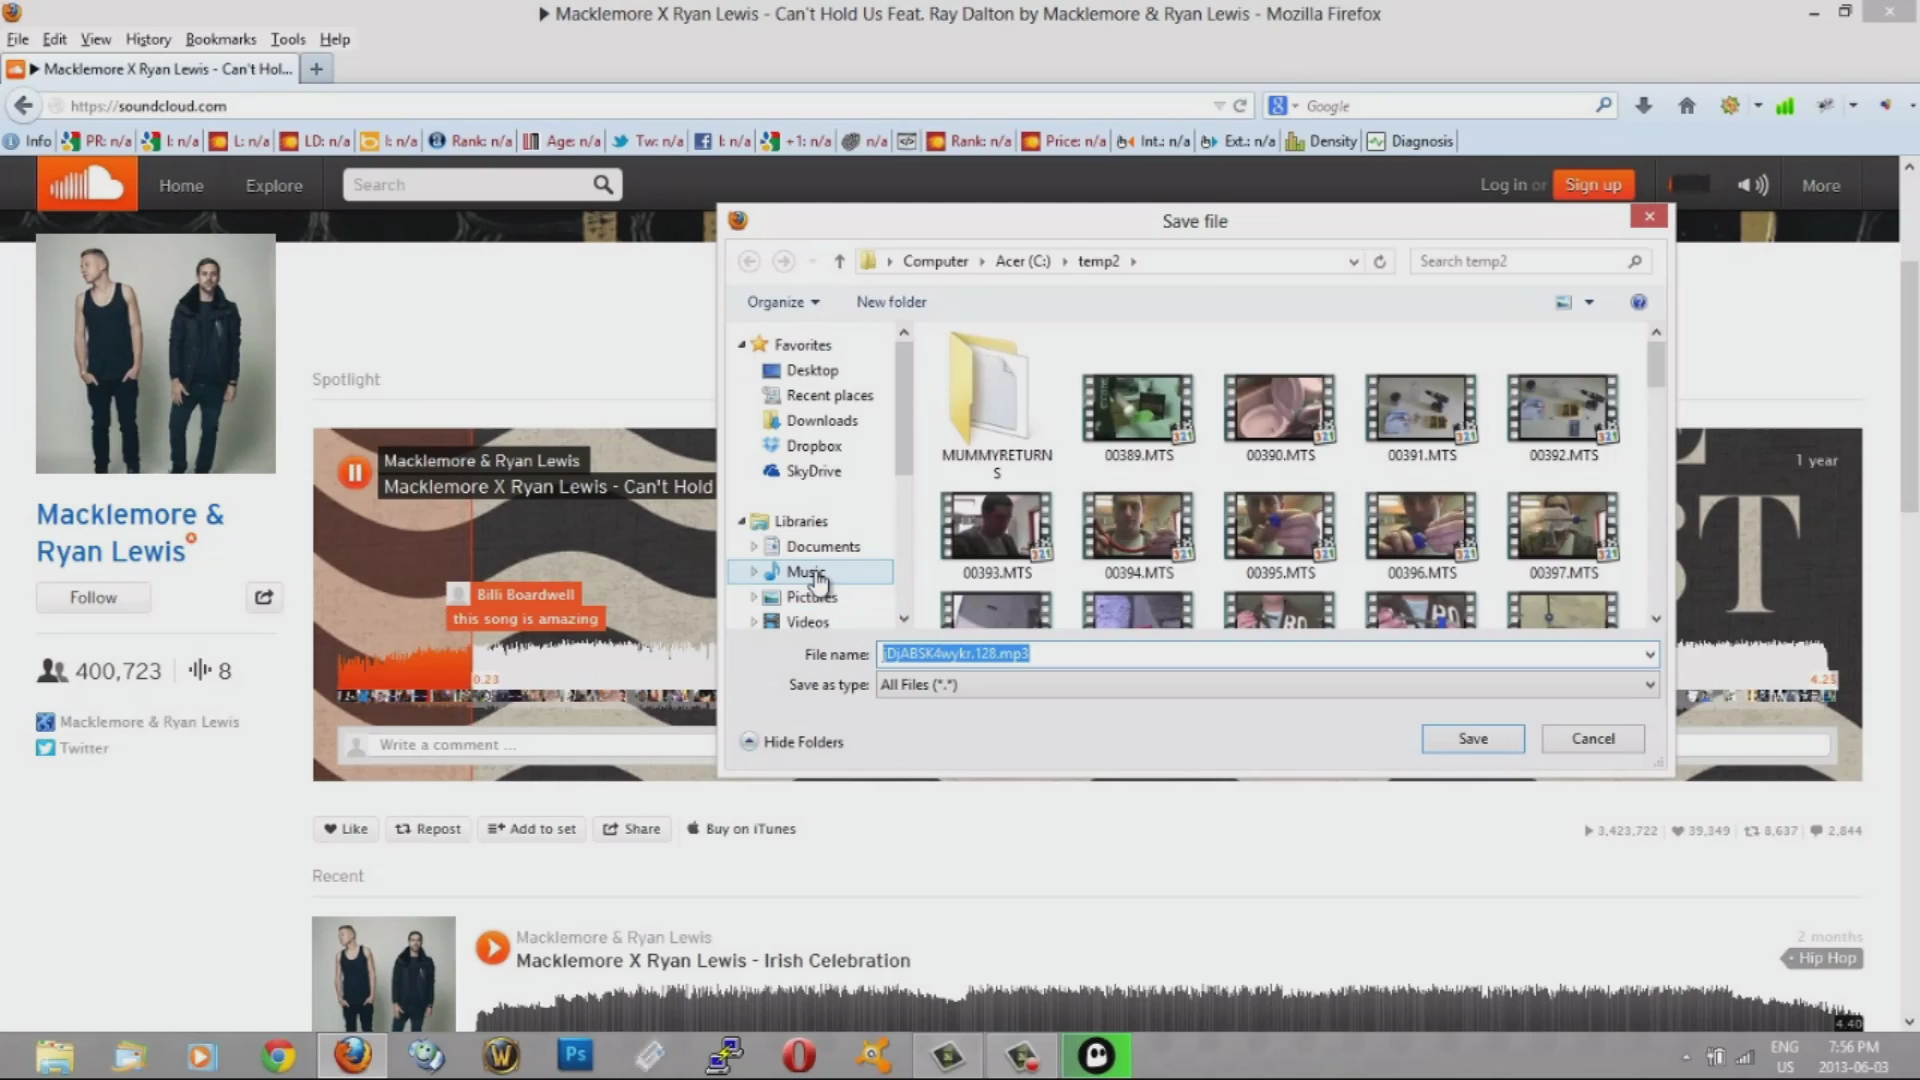 Macklemore X Ryan Lewis - Can't Hold Us Feat. Ray Dalton by Macklemore & Ryan Lewis - Mozilla Firefox
File Edit View History Bookmarks Tools Help
Macklemore X Ryan Lewis - Can't Hol...
https://soundcloud.com
Google
Info PR: n/a I: n/a L: n/a LD: n/a I: n/a Rank: n/a Age: n/a Tw: n/a I: n/a +1: n/a n/a Rank: n/a Price: n/a Int.: n/a Ext.: n/a Density Diagnosis
Home Explore Search Log in or Sign up More
Macklemore &
Ryan Lewis
Follow
400,723 8
Macklemore & Ryan Lewis
Twitter
Spotlight
Macklemore & Ryan Lewis
Macklemore X Ryan Lewis - Can't Hold
1 year
Billi Boardwell
this song is amazing
0.23
4.25
Write a comment ...
Save file
Computer Acer (C:) temp2
Search temp2
Organize New folder
Favorites
Desktop
Recent places
Downloads
Dropbox
SkyDrive
Libraries
Documents
Music
Pictures
Videos
MUMMYRETURN
S
00389.MTS 00390.MTS 00391.MTS 00392.MTS
00393.MTS 00394.MTS 00395.MTS 00396.MTS 00397.MTS
File name: jDjABSK4wykr.128.mp3
Save as type: All Files (*.*)
Hide Folders Save Cancel
Like Repost Add to set Share Buy on iTunes
3,423,722 39,349 8,637 2,844
Recent
Macklemore & Ryan Lewis
Macklemore X Ryan Lewis - Irish Celebration
2 months
Hip Hop
4.40
Ps
ENG
US
7:56 PM
2013-06-03